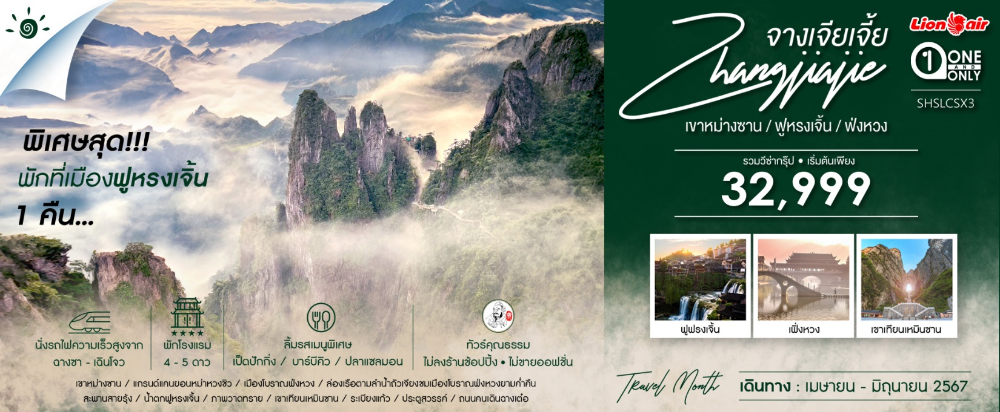 พิเศษสุด!!!
พักที่เมืองฟูหรงเจิ้น
1 คืน...
นั่งรถไฟความเร็วสูงจาก
ฉางซา - เฉินโจว
พักโรงแรม
4 - 5 ดาว
ลิ้มรสเมนูพิเศษ
เป็ดปักกิ่ง / บาร์บีคิว / ปลาแซลมอน
ทัวร์คุณธรรม
ไม่ลงร้านช้อปปิ้ง • ไม่ขายออฟชั่น
เขาหม่างซาน / แกรนด์แคนยอนหม่าหวงซิว / เมืองโบราณฟ่งหวง / ล่องเรือตามลำน้ำถัวเจียงชมเมืองโบราณฟ่งหวงยามค่ำคืน
สะพานสายรุ้ง / น้ำตกฟูหรงเจิ้น / ภาพวาดทราย / เขาเทียนเหมินซาน / ระเบียงแก้ว / ประตูสวรรค์ / ถนนคนเดินฉางเต๋อ
จางเจียเจี้ย
Zhangjiajie
Lion air
1 ONE
AND
ONLY
SHSLCSX3
เขาหม่างซาน / ฟูหรงเจิ้น / ฟ่งหวง
รวมวีซ่ากรุ๊ป • เริ่มต้นเพียง
32,999
ฟูฟรงเจิ้น
เฟิ่งหวง
เขาเทียนเหมินซาน
Travel Month
เดินทาง : เมษายน - มิถุนายน 2567